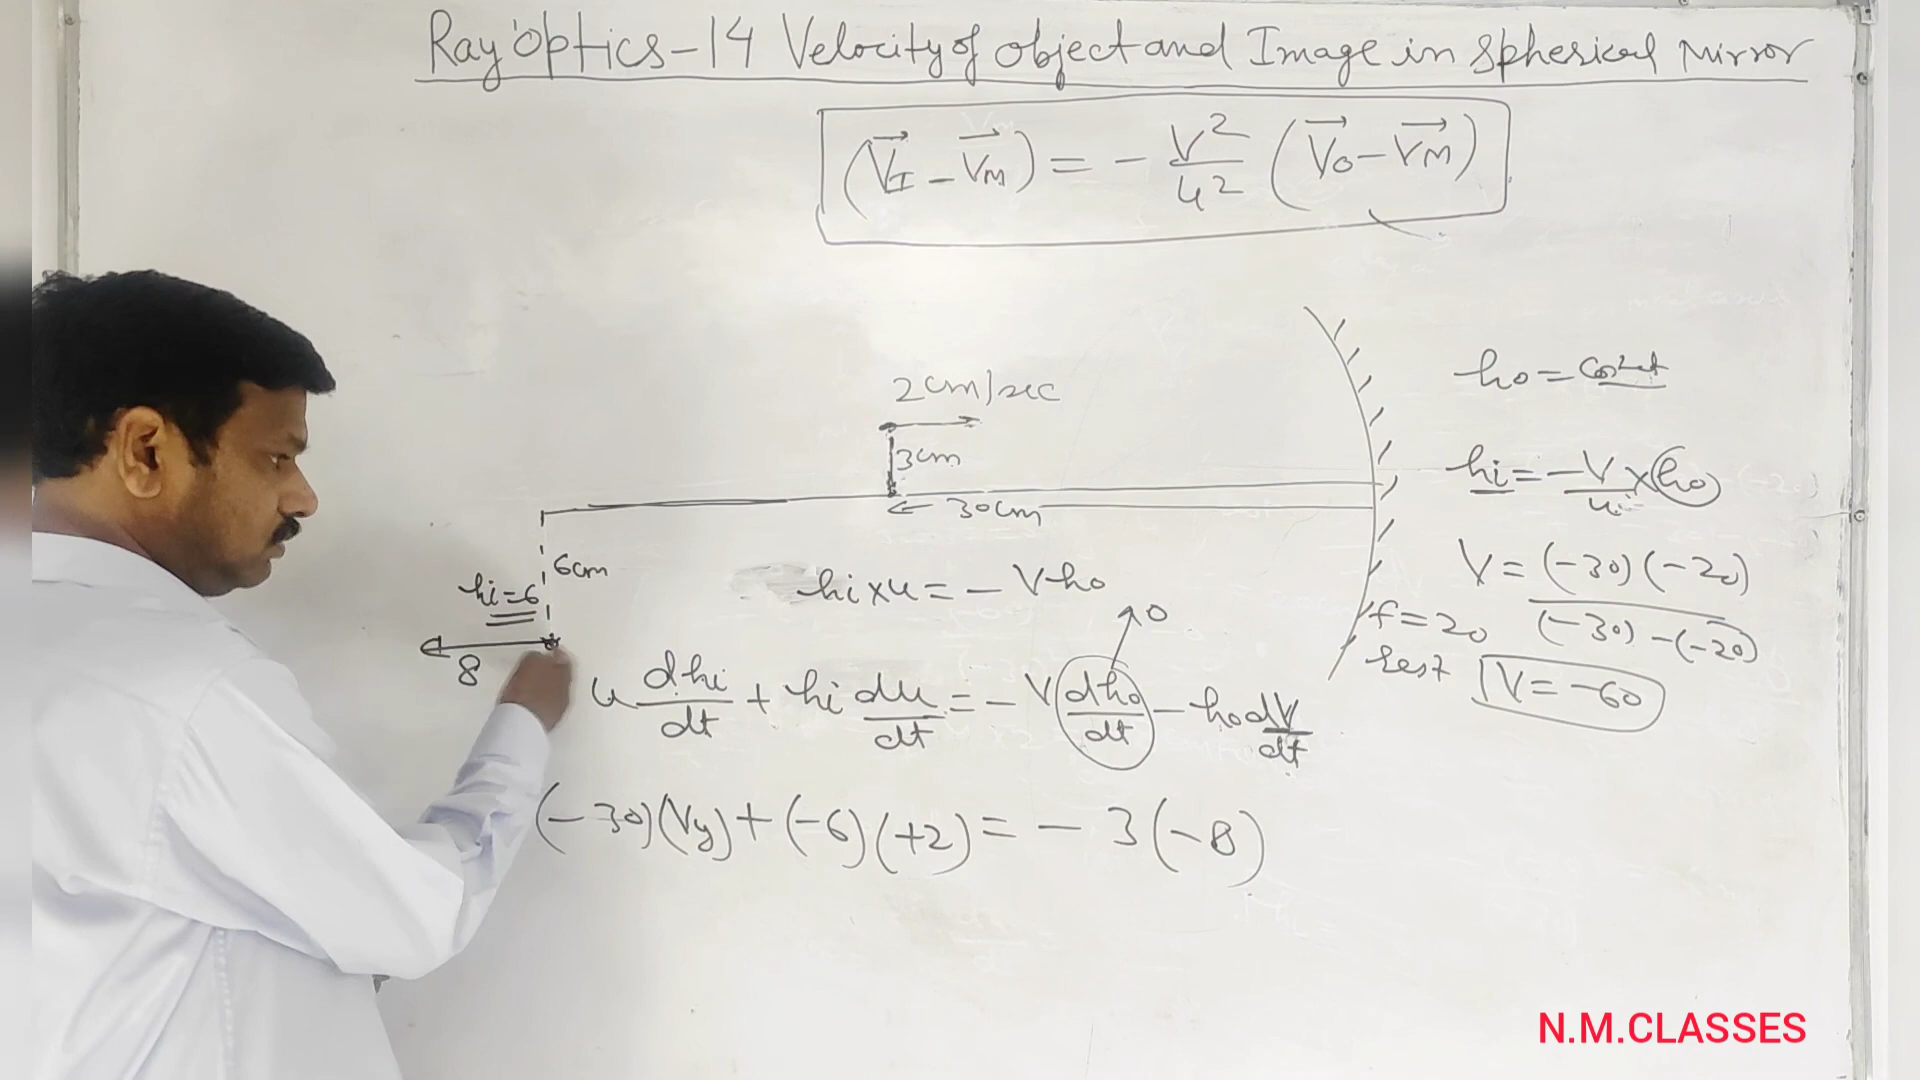 Ray Optics-14 Velocity of object and Image in Spherical Mirror
(V⃗I - V⃗M) = - V²/u² (V⃗O - V⃗M)
2cm/sec
3cm
30cm
6cm
hi=6
8
hi×u = - V ho
u dhi/dt + hi du/dt = - V dho/dt - ho dV/dt
0
(-30)(Vy) + (-6)(+2) = - 3(-8)
ho = const
hi = -V/u × ho
V = (-30)(-20)/(-30)-(-20)
f = 20
rest
V = -60
N.M.CLASSES